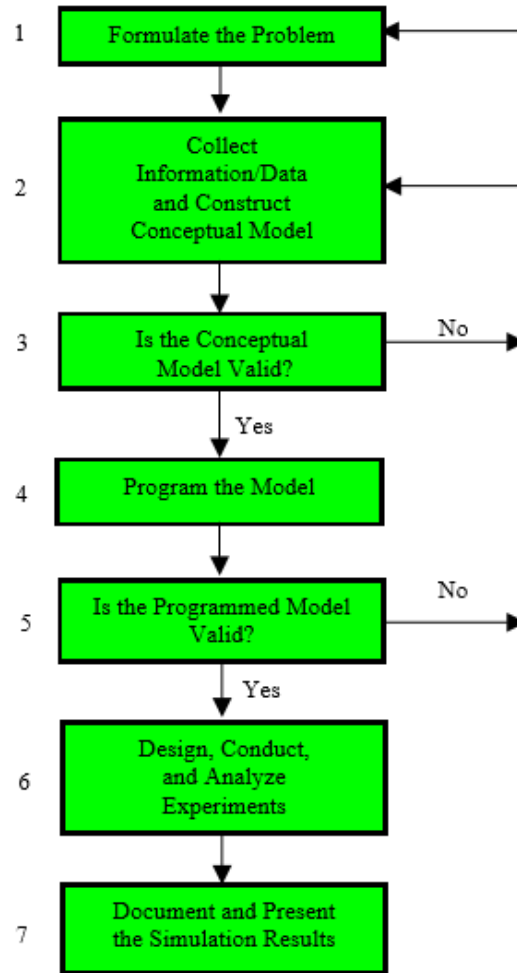 1
Formulate the Problem
2
Collect
Information/Data
and Construct
Conceptual Model
3
Is the Conceptual
Model Valid?
No
Yes
4
Program the Model
5
Is the Programmed Model
Valid?
No
Yes
6
Design, Conduct,
and Analyze
Experiments
7
Document and Present
the Simulation Results